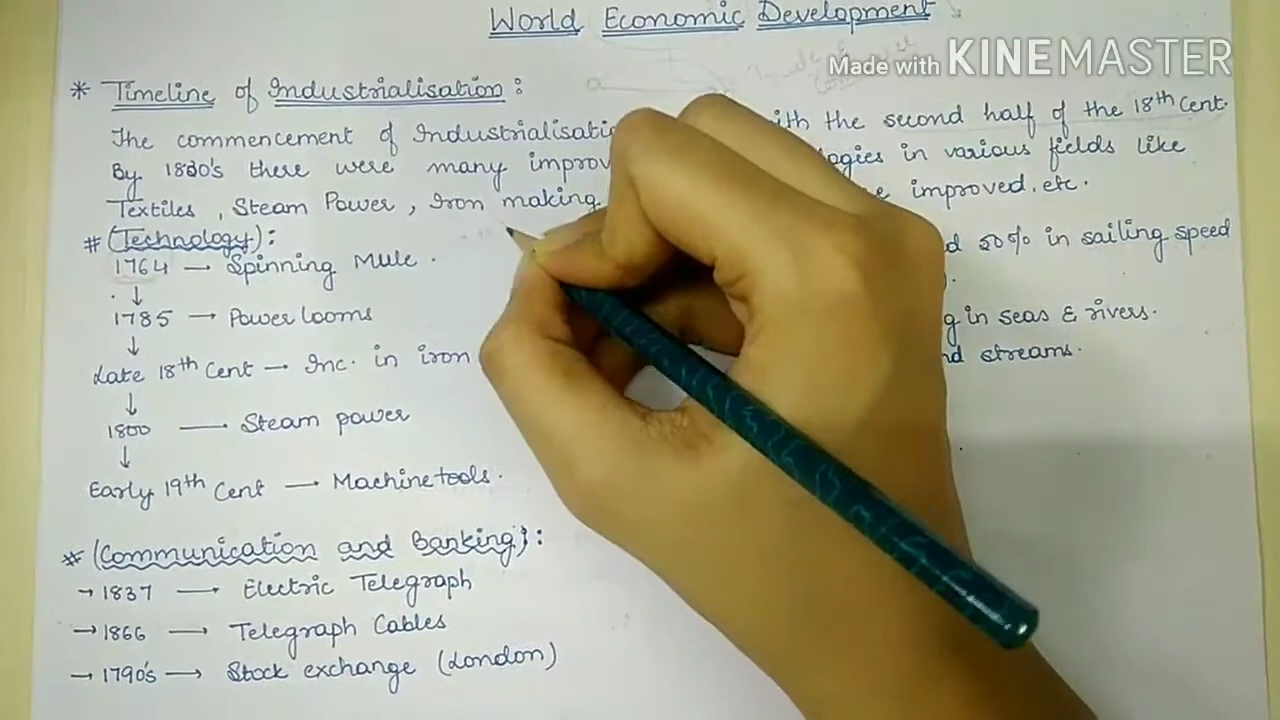 World Economic Development
Made with KINEMASTER
* Timeline of Industrialisation :
The commencement of Industrialisatio with the second half of the 18th Cent.
By 1830's there were many improv logies in various fields like
Textiles , Steam Power , Iron making improved, etc.
# (Technology) :
1764 → Spinning Mule .
↓
1785 → Power looms
↓
Late 18th Cent → Inc. in iron
↓
1800 → Steam power
↓
Early 19th Cent → Machine tools.
d 50% in sailing speed
g in seas & rivers.
nd streams.
# (Communication and Banking) :
→ 1837 → Electric Telegraph
→ 1866 → Telegraph Cables
→ 1790's → Stock exchange (London)